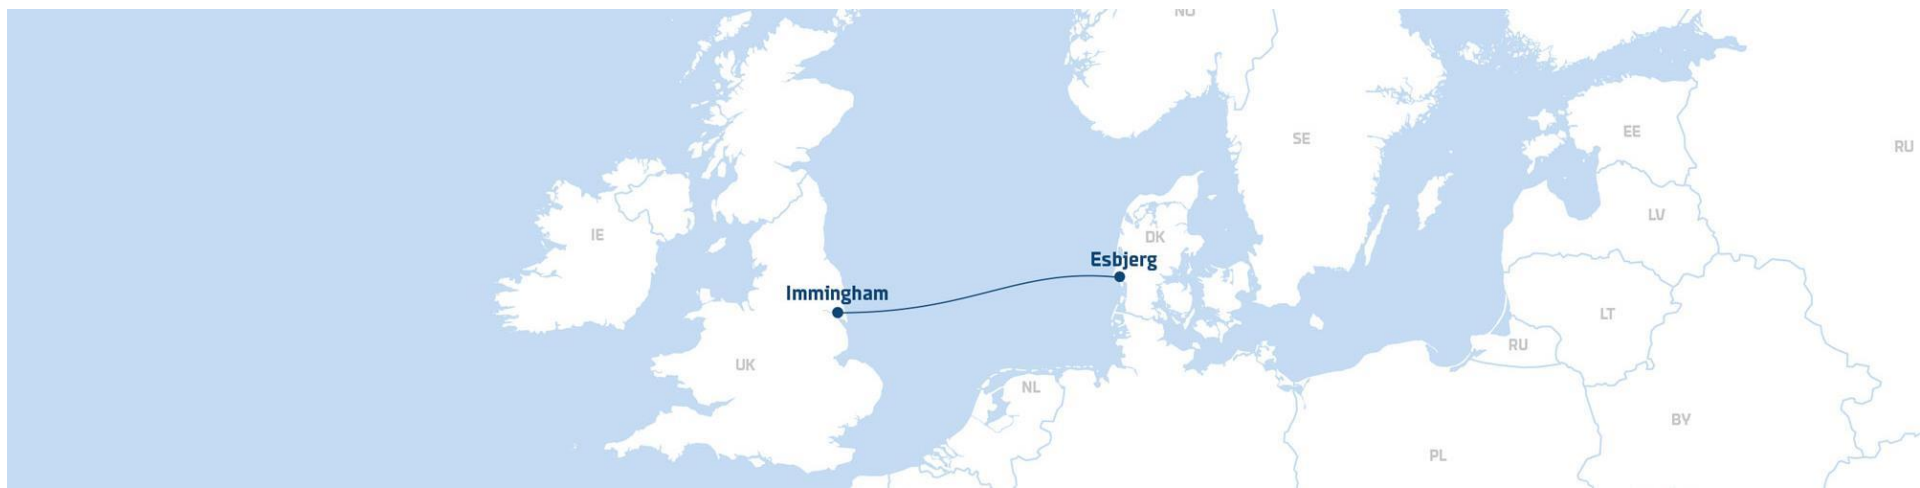 NO
SE
EE
RU
LV
IE
DK
Esbjerg
Immingham
LT
RU
UK
NL
BY
PL